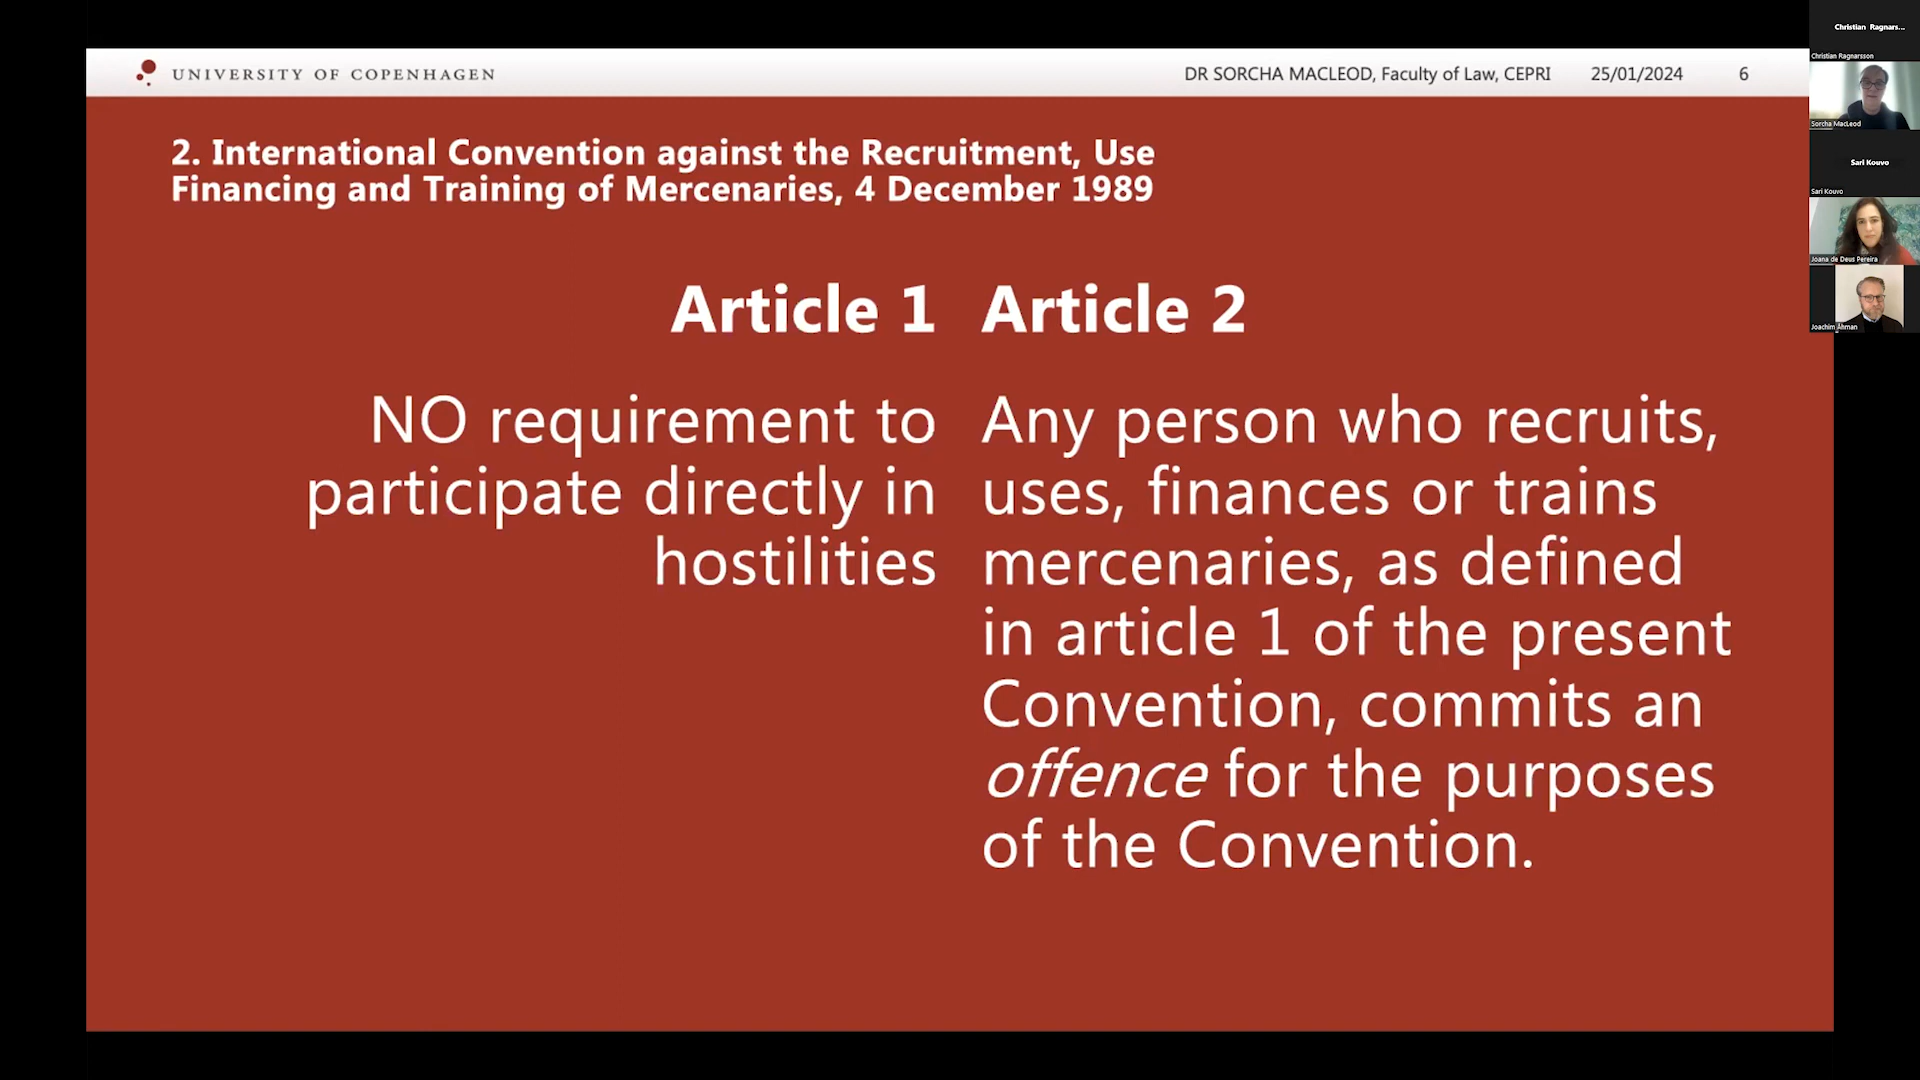 UNIVERSITY OF COPENHAGEN
DR SORCHA MACLEOD, Faculty of Law, CEPRI 25/01/2024 6
2. International Convention against the Recruitment, Use
Financing and Training of Mercenaries, 4 December 1989
Article 1
NO requirement to
participate directly in
hostilities
Article 2
Any person who recruits,
uses, finances or trains
mercenaries, as defined
in article 1 of the present
Convention, commits an
offence for the purposes
of the Convention.
Christian Ragnars...
Christian Ragnarsson
Sorcha MacLeod
Sari Kouvo
Sari Kouvo
Joana de Deus Pereira
Joachim Åhman